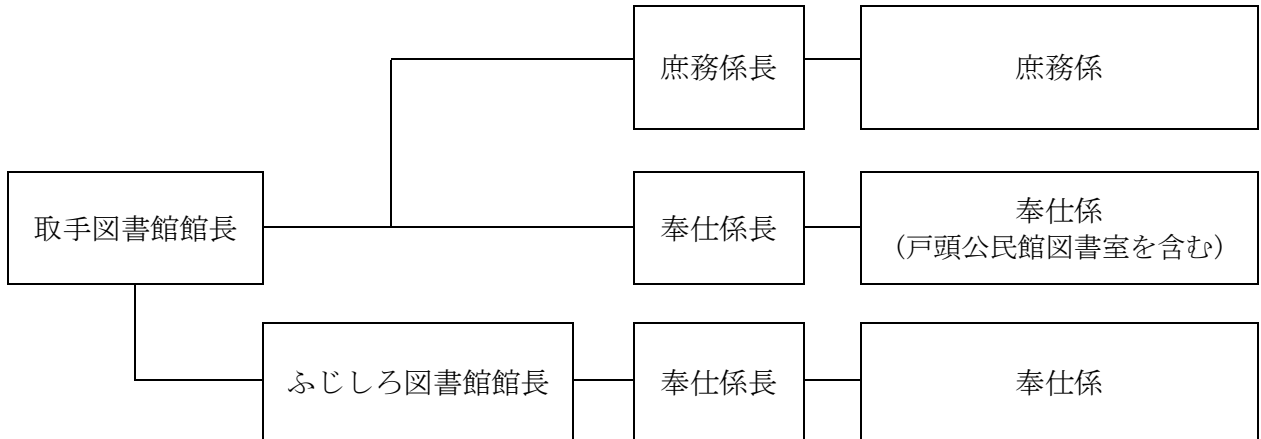 庶務係長
庶務係
取手図書館館長
奉仕係長
奉仕係
(戸頭公民館図書室を含む)
ふじしろ図書館館長
奉仕係長
奉仕係